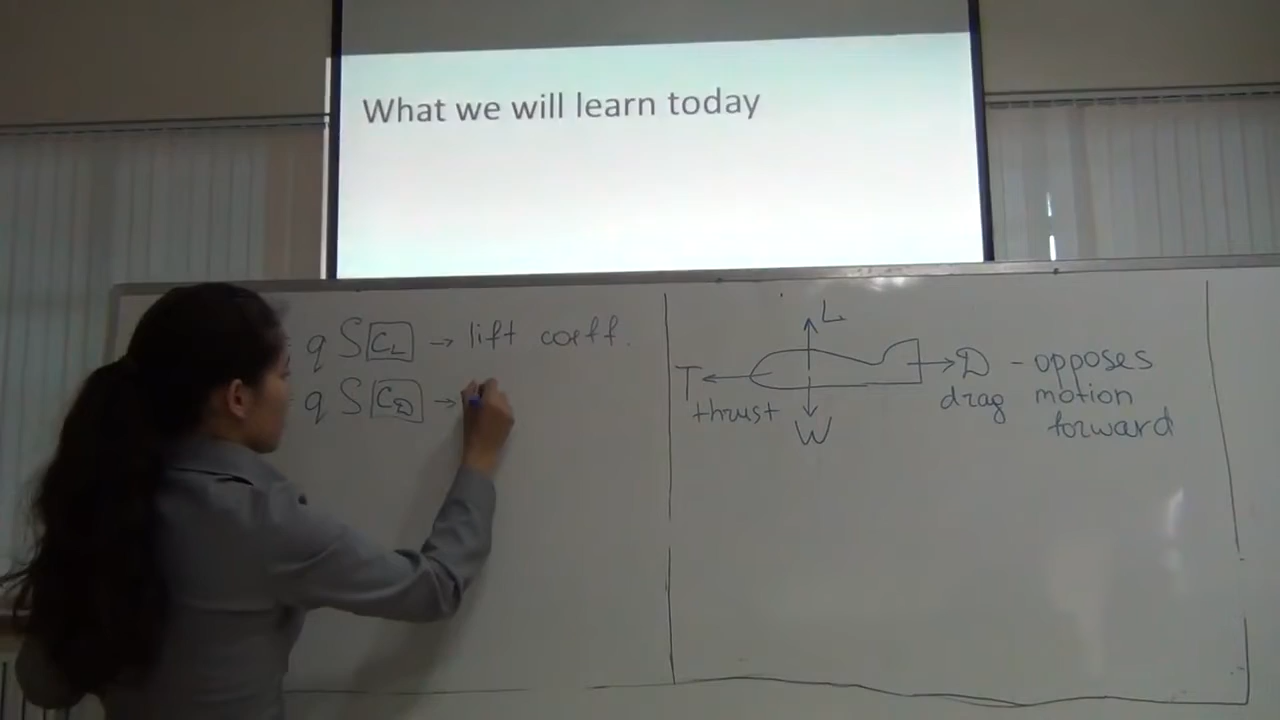 What we will learn today
q S C_L → lift coeff.
q S C_D →
L
T
thrust
W
D - opposes
drag motion
forward